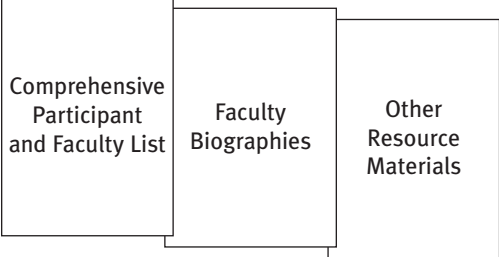 Comprehensive
Participant
and Faculty List
Faculty
Biographies
Other
Resource
Materials